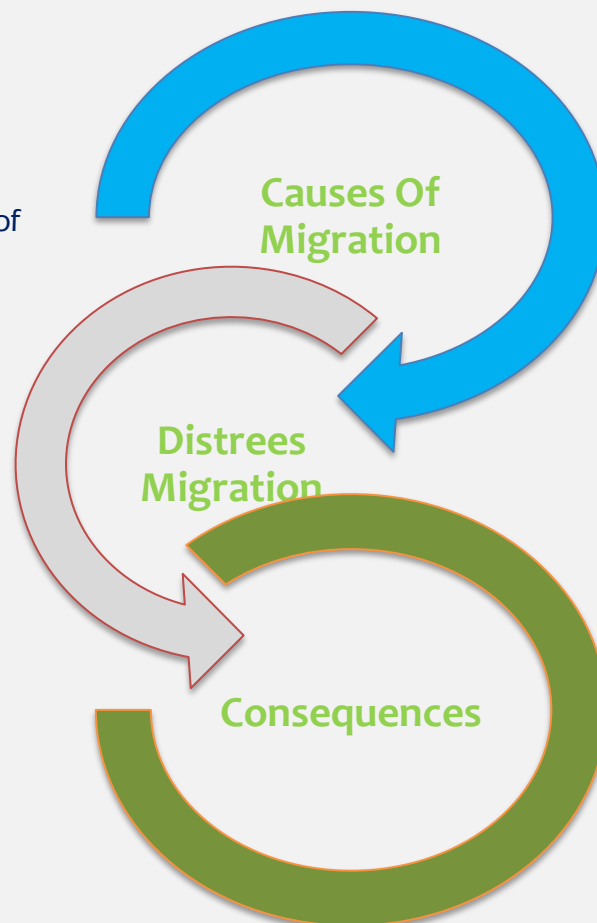 of
Causes Of
Migration
Distrees
Migration
Consequences